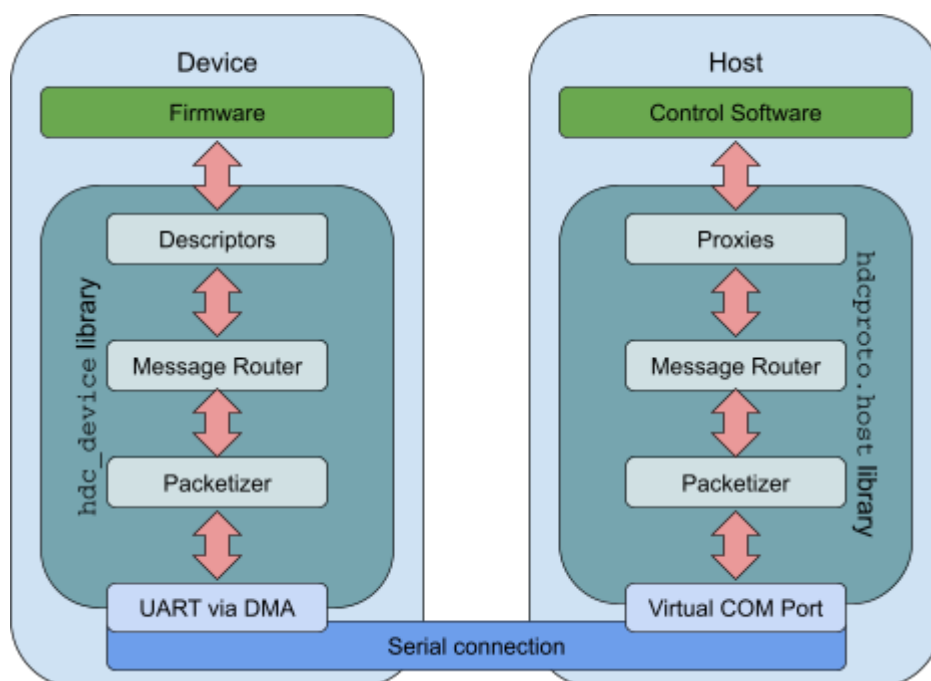 Device
Firmware
Descriptors
Message Router
Packetizer
UART via DMA
hdc_device library
Host
Control Software
Proxies
Message Router
Packetizer
Virtual COM Port
hdcproto.host library
Serial connection